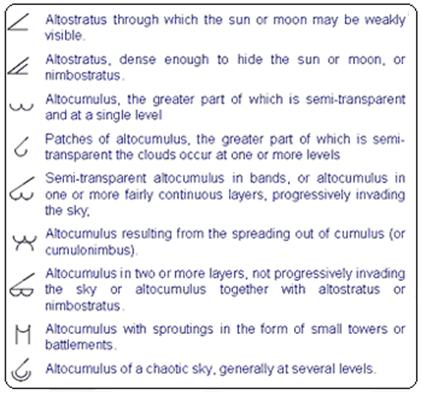 Altostratus through which the sun or moon may be weakly
visible.
Altostratus, dense enough to hide the sun or moon, or
nimbostratus.
Altocumulus, the greater part of which is semi-transparent
and at a single level
Patches of altocumulus, the greater part of which is semi-
transparent the clouds occur at one or more levels
Semi-transparent altocumulus in bands, or altocumulus in
one or more fairly continuous layers, progressively invading
the sky;
Altocumulus resulting from the spreading out of cumulus (or
cumulonimbus).
Altocumulus in two or more layers, not progressively invading
the sky or altocumulus together with altostratus or
nimbostratus.
Altocumulus with sproutings in the form of small towers or
battlements.
Altocumulus of a chaotic sky, generally at several levels.